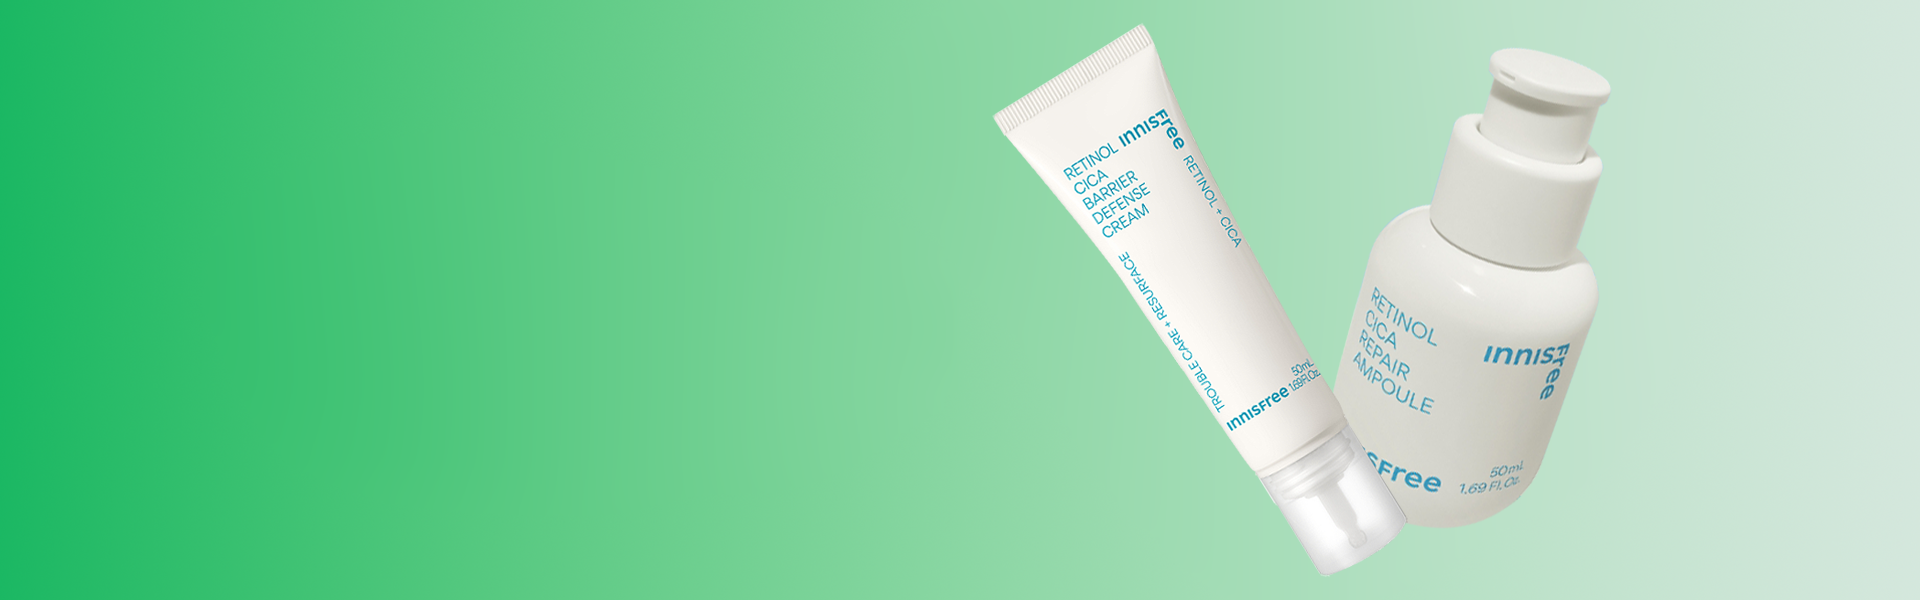 RETINOL
CICA
BARRIER
DEFENSE
CREAM
innisfree
RETINOL + CICA
TROUBLE CARE + RESURFACE
innisfree
50mL
1.69Fl.Oz.
RETINOL
CICA
REPAIR
AMPOULE
innisfree
sfree
50mL
1.69 Fl. Oz.